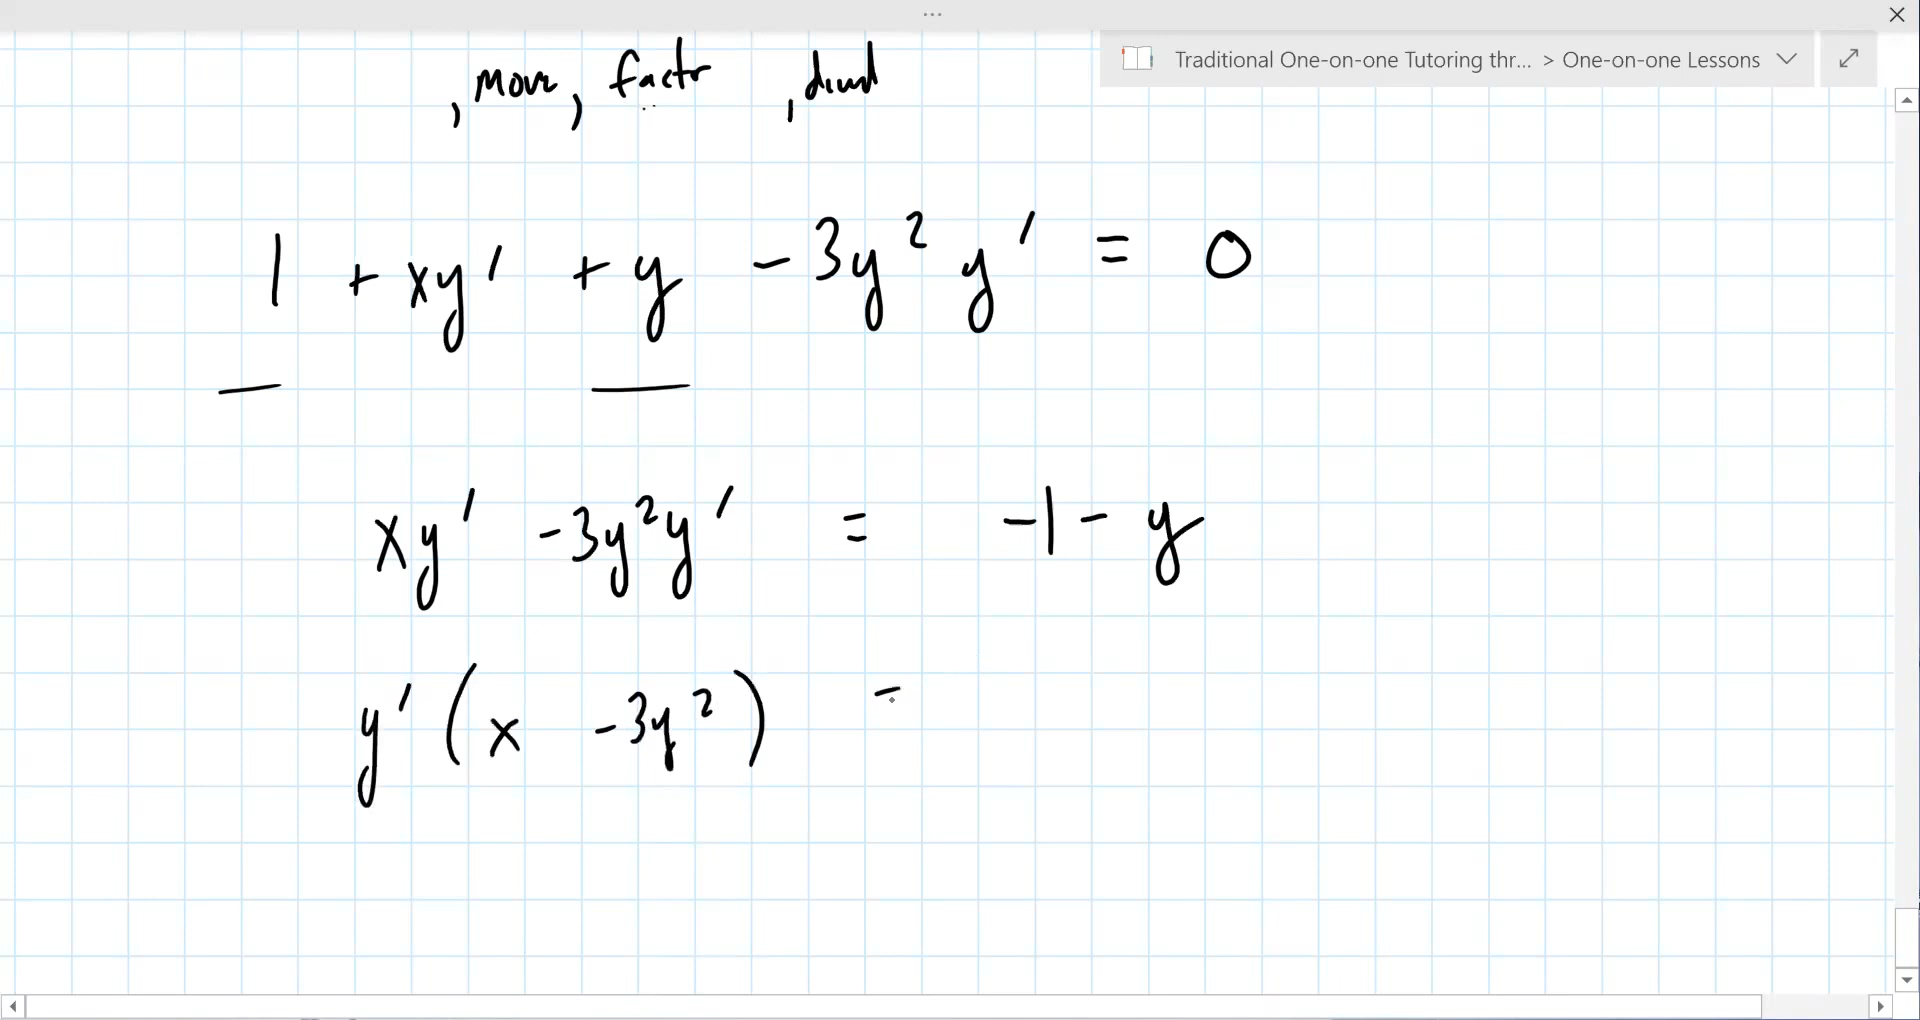 ...
Traditional One-on-one Tutoring thr... > One-on-one Lessons
, move, factr , divid
1 + xy' + y - 3y² y' = 0
xy' - 3y²y' = -1 - y
y' ( x - 3y² ) =